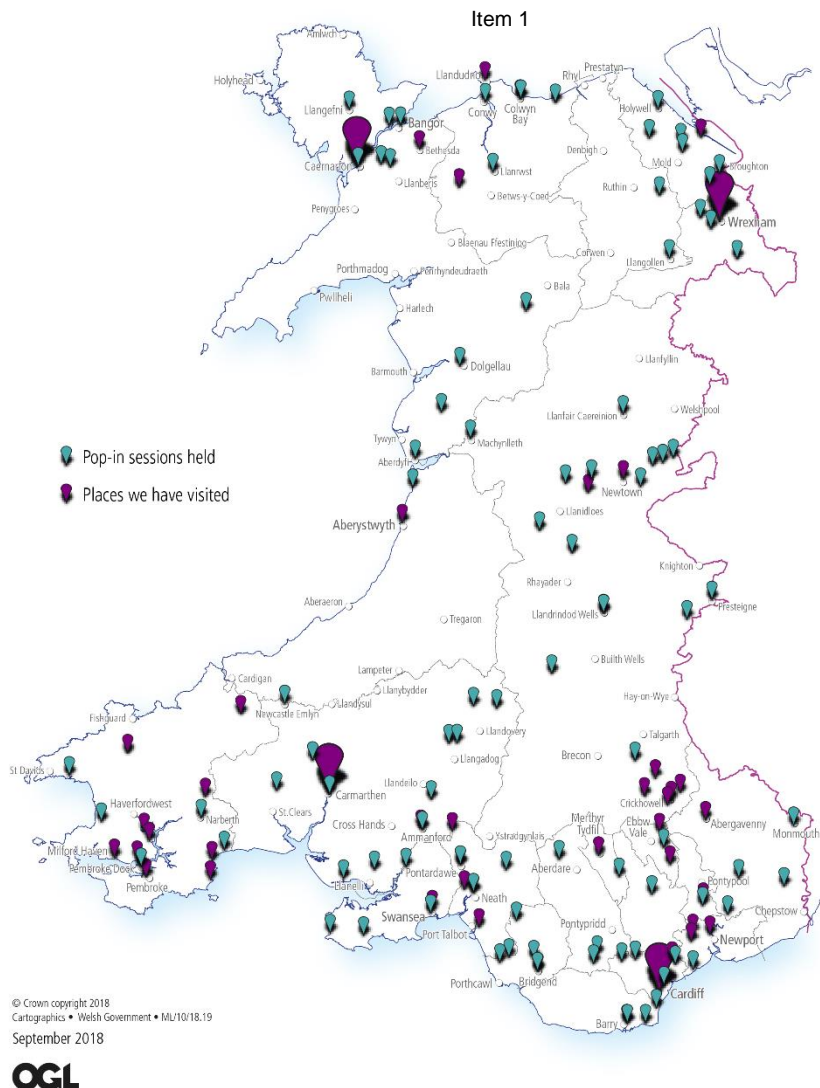 Item 1
Amlwch
Holyhead
Llangefni
Bangor
Caernarfon
Bethesda
Llanberis
Penygroes
Llandudno
Conwy
Colwyn Bay
Rhyl
Prestatyn
Holywell
Denbigh
Mold
Broughton
Ruthin
Llanrwst
Betws-y-Coed
Wrexham
Blaenau Ffestiniog
Corwen
Llangollen
Porthmadog
Penrhyndeudraeth
Pwllheli
Harlech
Bala
Barmouth
Dolgellau
Llanfyllin
Llanfair Caereinion
Welshpool
Tywyn
Machynlleth
Aberdyfi
Pop-in sessions held
Places we have visited
Newtown
Llanidloes
Aberystwyth
Knighton
Rhayader
Presteigne
Aberaeron
Llandrindod Wells
Tregaron
Builth Wells
Lampeter
Cardigan
Llanybydder
Newcastle Emlyn
Llandysul
Hay-on-Wye
Fishguard
Llandovery
Talgarth
Brecon
Llangadog
St Davids
Llandeilo
Carmarthen
Crickhowell
Haverfordwest
Narberth
St.Clears
Cross Hands
Ammanford
Ystradgynlais
Merthyr Tydfil
Ebbw Vale
Abergavenny
Monmouth
Milford Haven
Pembroke Dock
Pembroke
Pontardawe
Aberdare
Llanelli
Neath
Pontypool
Swansea
Port Talbot
Pontypridd
Chepstow
Newport
Porthcawl
Bridgend
Cardiff
Barry
© Crown copyright 2018
Cartographics • Welsh Government • ML/10/18.19
September 2018
OGL